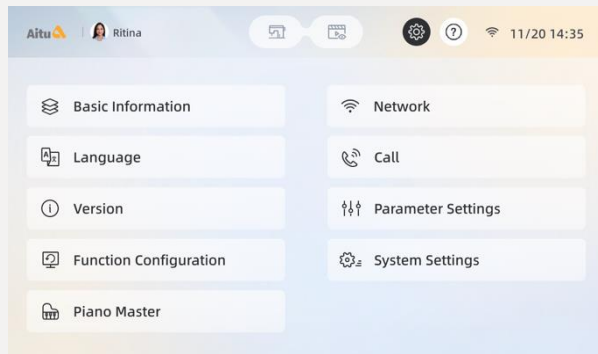 Aitu Ritina ? 11/20 14:35
Basic Information
Network
Language
Call
Version
Parameter Settings
Function Configuration
System Settings
Piano Master